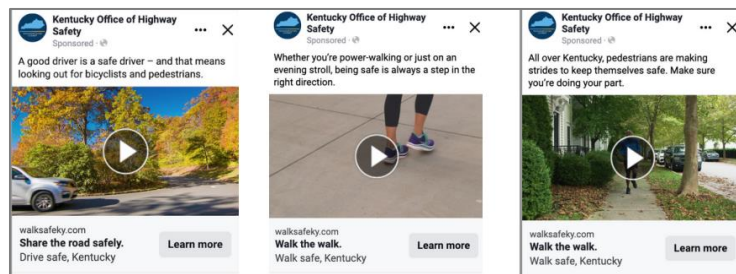 Kentucky Office of Highway
Safety
Sponsored ·
A good driver is a safe driver – and that means
looking out for bicyclists and pedestrians.
walksafeky.com
Share the road safely.
Drive safe, Kentucky
Learn more
Kentucky Office of Highway
Safety
Sponsored ·
Whether you're power-walking or just on an
evening stroll, being safe is always a step in the
right direction.
walksafeky.com
Walk the walk.
Walk safe, Kentucky
Learn more
Kentucky Office of Highway
Safety
Sponsored ·
All over Kentucky, pedestrians are making
strides to keep themselves safe. Make sure
you're doing your part.
walksafeky.com
Walk the walk.
Walk safe, Kentucky
Learn more